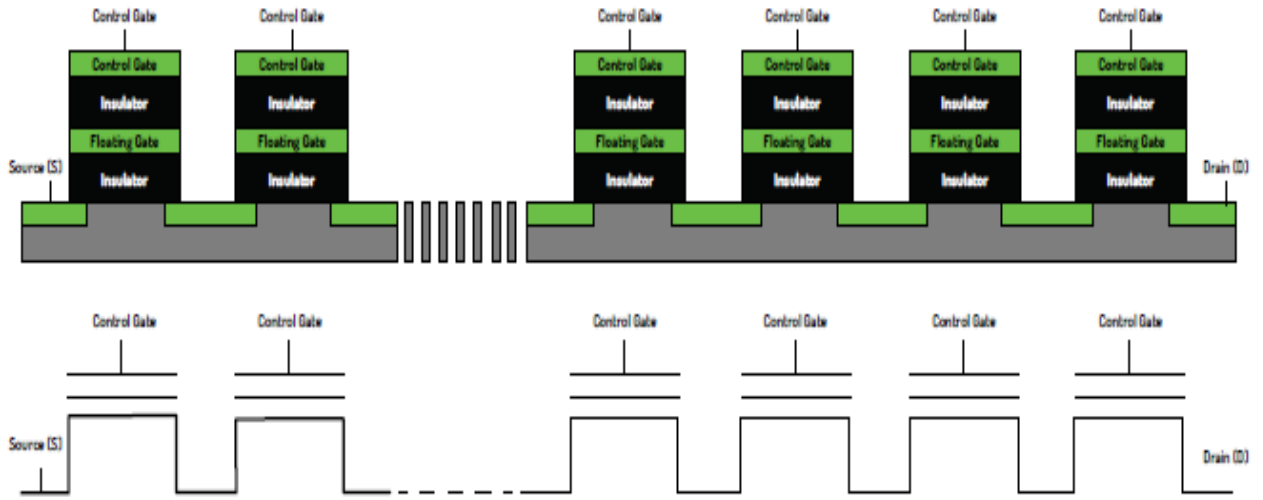 Control Gate Control Gate Control Gate Control Gate Control Gate Control Gate
Control Gate Control Gate Control Gate Control Gate Control Gate Control Gate
Insulator Insulator Insulator Insulator Insulator Insulator
Floating Gate Floating Gate Floating Gate Floating Gate Floating Gate Floating Gate
Source (S) Drain (D)
Insulator Insulator Insulator Insulator Insulator Insulator
Control Gate Control Gate Control Gate Control Gate Control Gate Control Gate
Source (S) Drain (D)